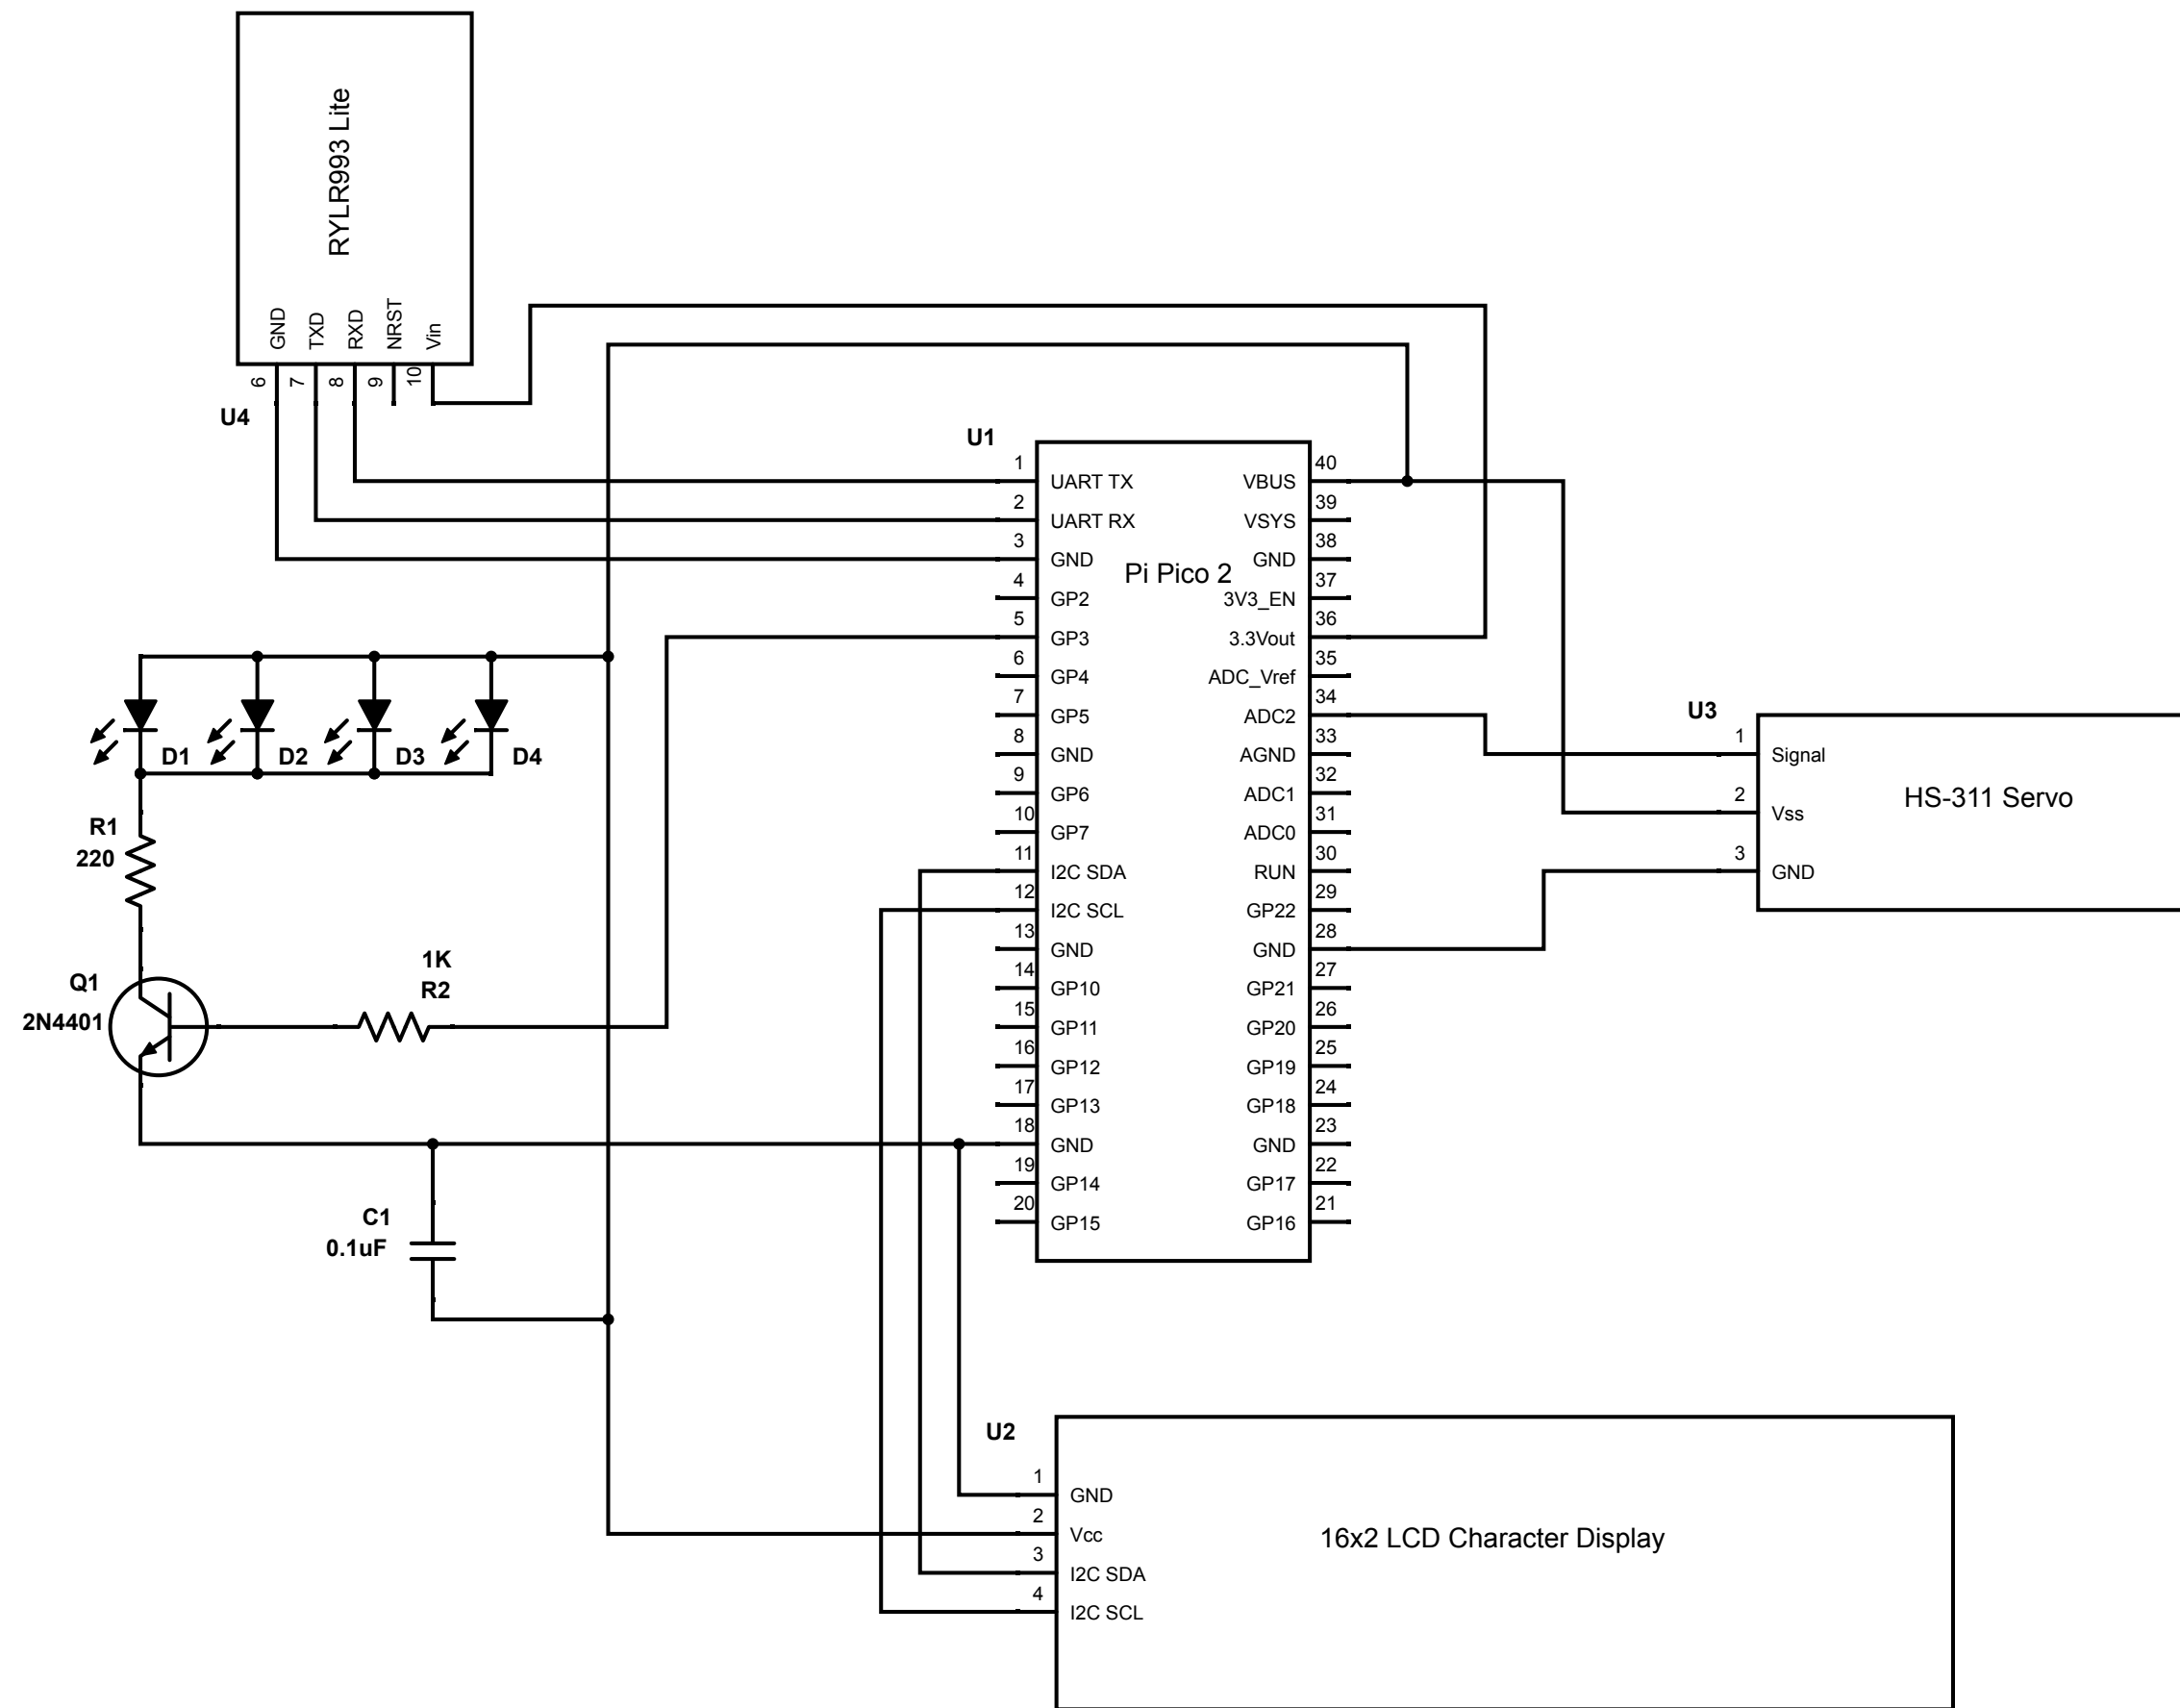 RYLR993 Lite
GND
TXD
RXD
NRST
Vin
6
7
8
9
10
U4
U1
Pi Pico 2
1
UART TX
2
UART RX
3
GND
4
GP2
5
GP3
6
GP4
7
GP5
8
GND
9
GP6
10
GP7
11
I2C SDA
12
I2C SCL
13
GND
14
GP10
15
GP11
16
GP12
17
GP13
18
GND
19
GP14
20
GP15
40
VBUS
39
VSYS
38
GND
37
3V3_EN
36
3.3Vout
35
ADC_Vref
34
ADC2
33
AGND
32
ADC1
31
ADC0
30
RUN
29
GP22
28
GND
27
GP21
26
GP20
25
GP19
24
GP18
23
GND
22
GP17
21
GP16
U3
1
Signal
2
Vss
3
GND
HS-311 Servo
D1
D2
D3
D4
R1
220
Q1
2N4401
1K
R2
C1
0.1uF
U2
1
GND
2
Vcc
3
I2C SDA
4
I2C SCL
16x2 LCD Character Display